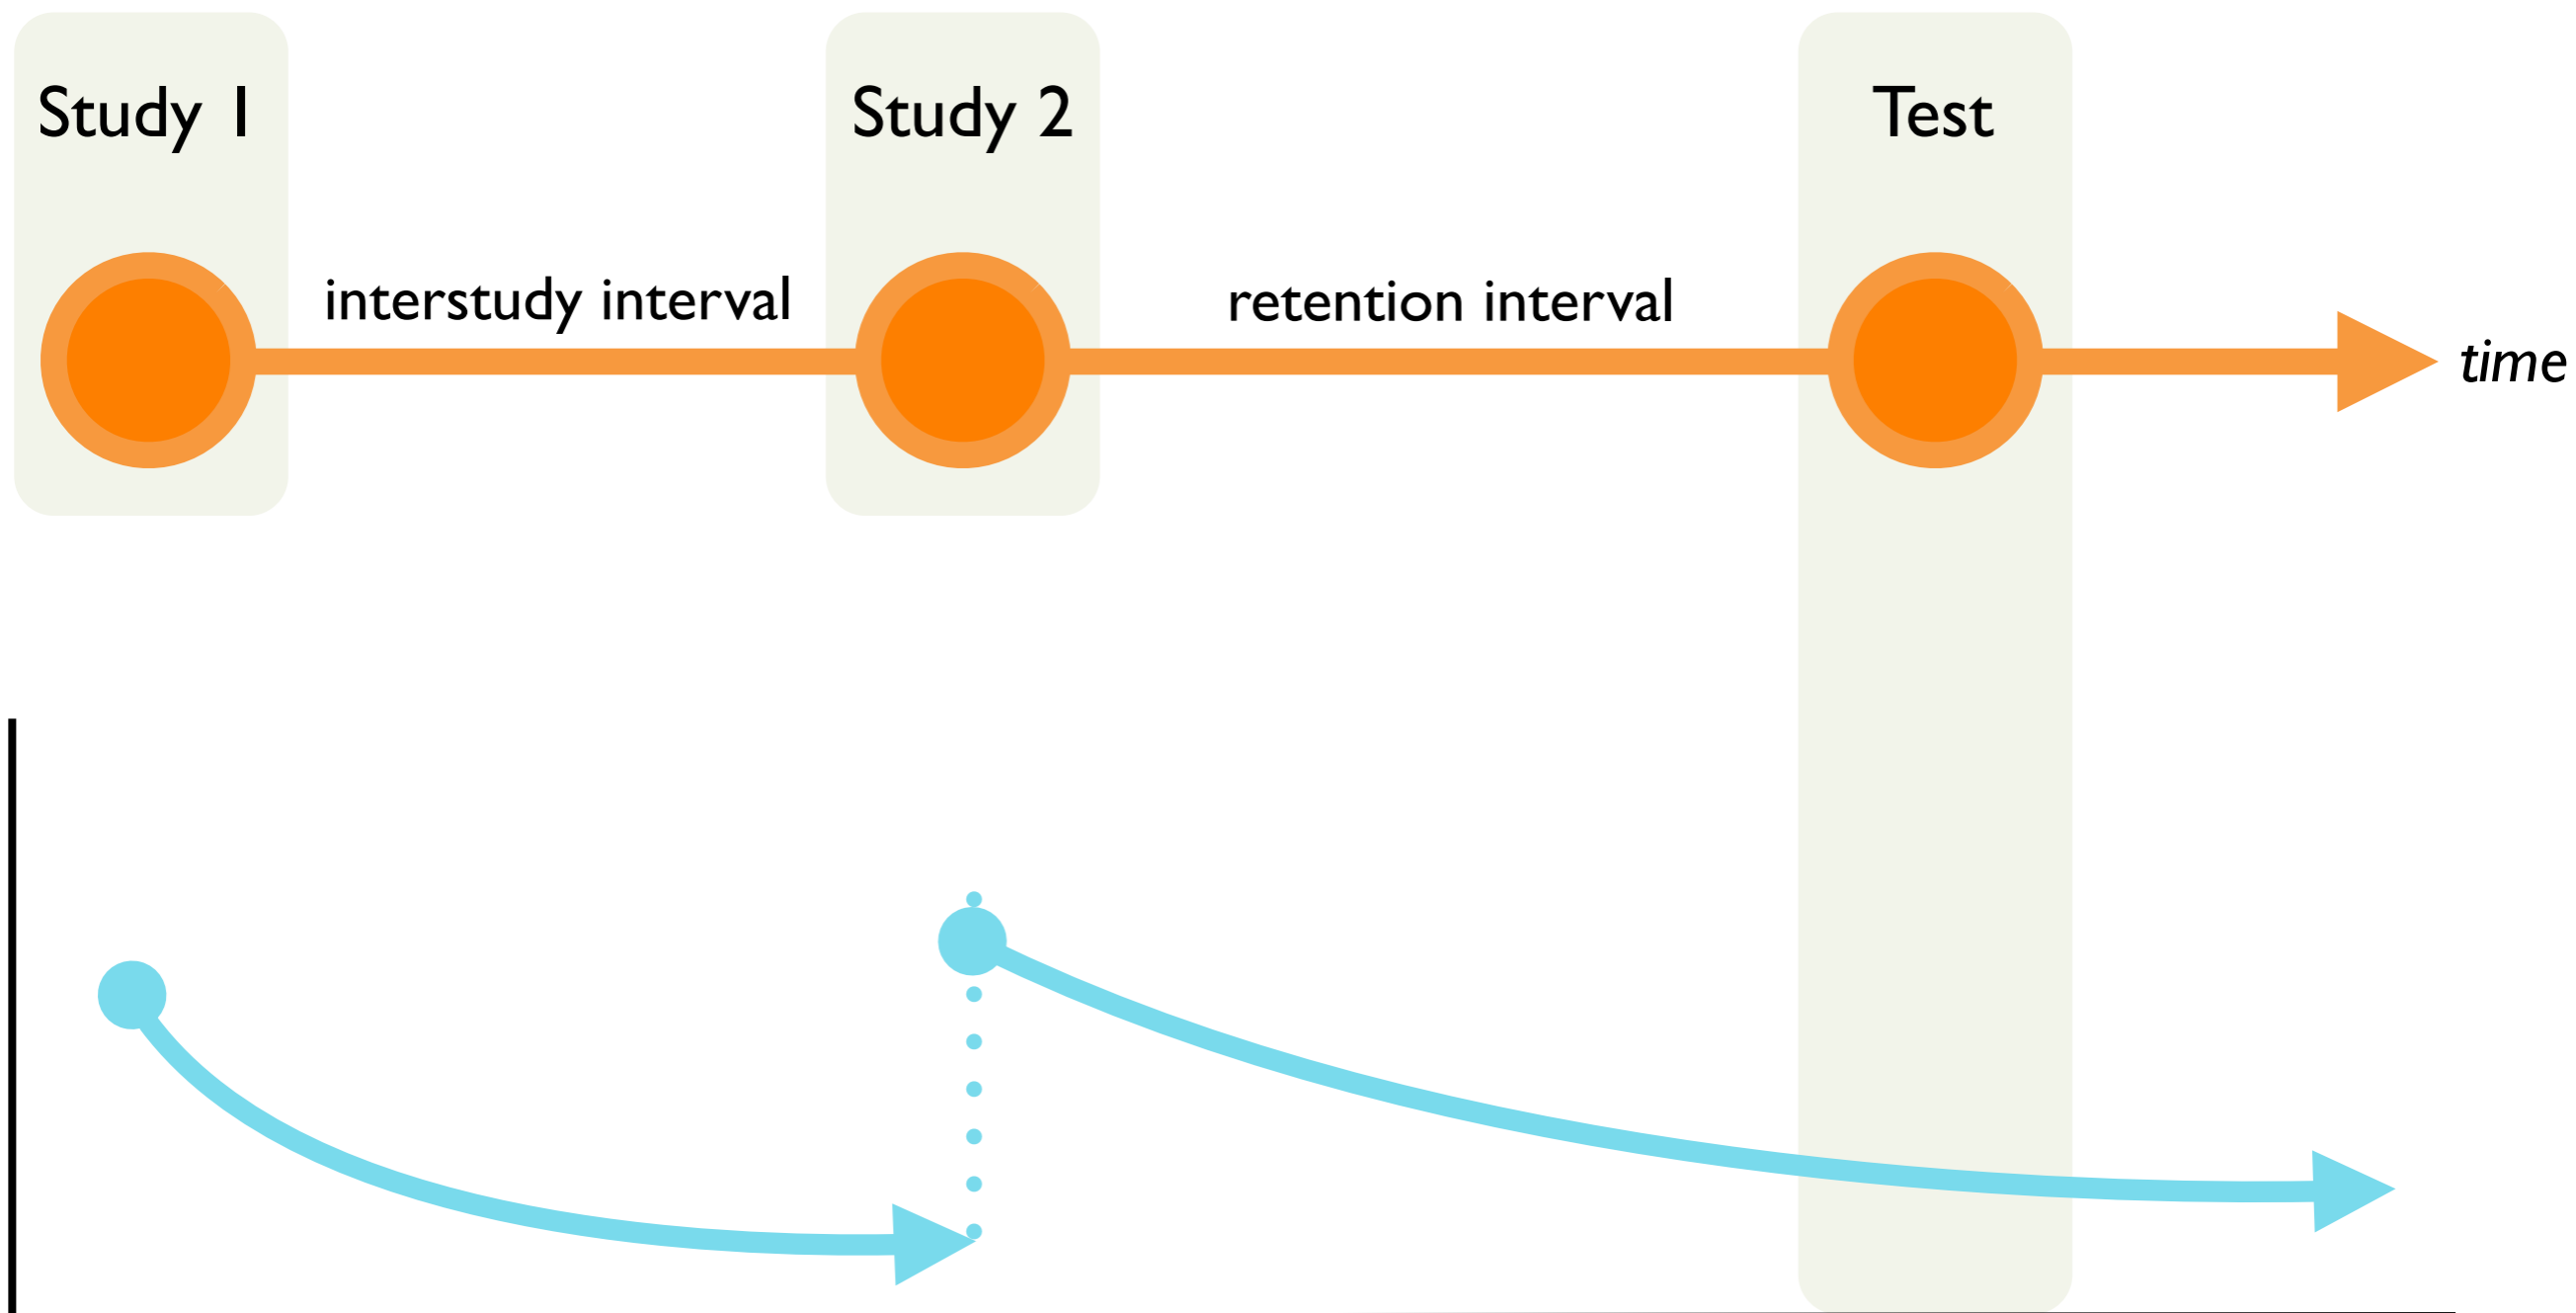 Study 1
Study 2
Test
interstudy interval
retention interval
time